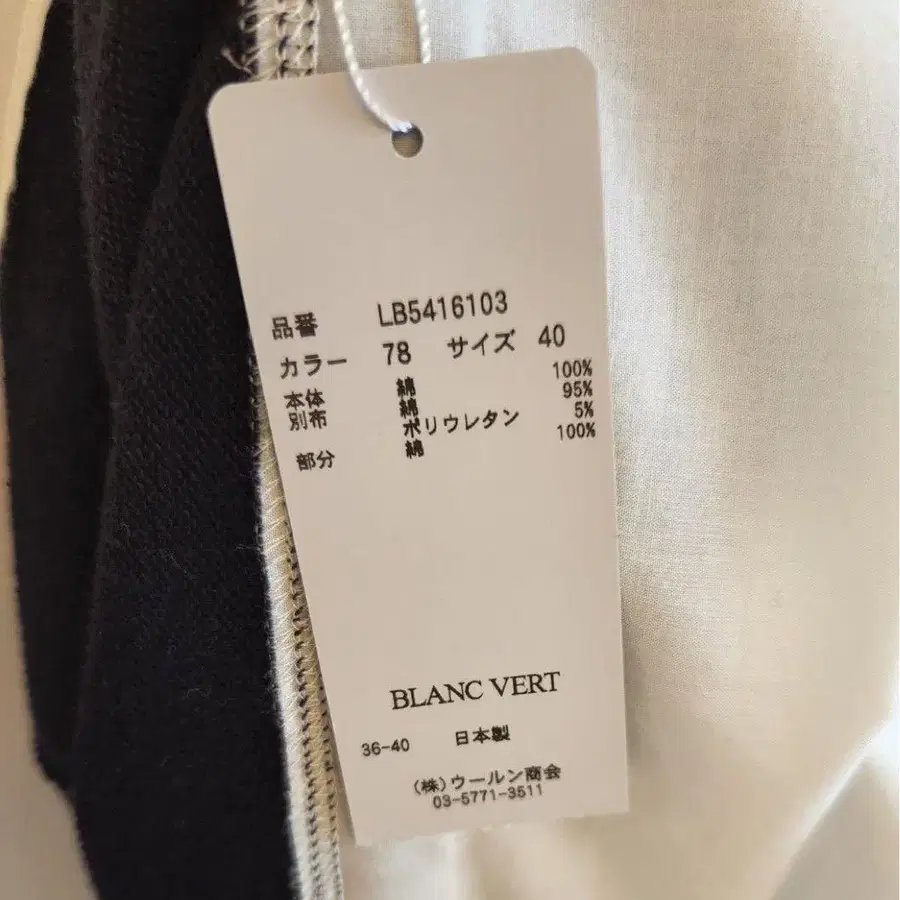 品番 LB5416103
カラー 78 サイズ 40
本体 綿 100%
別布 綿 95%
ポリウレタン 5%
部分 綿 100%
BLANC VERT
36-40 日本製
(株)ウールン商会
03-5771-3511